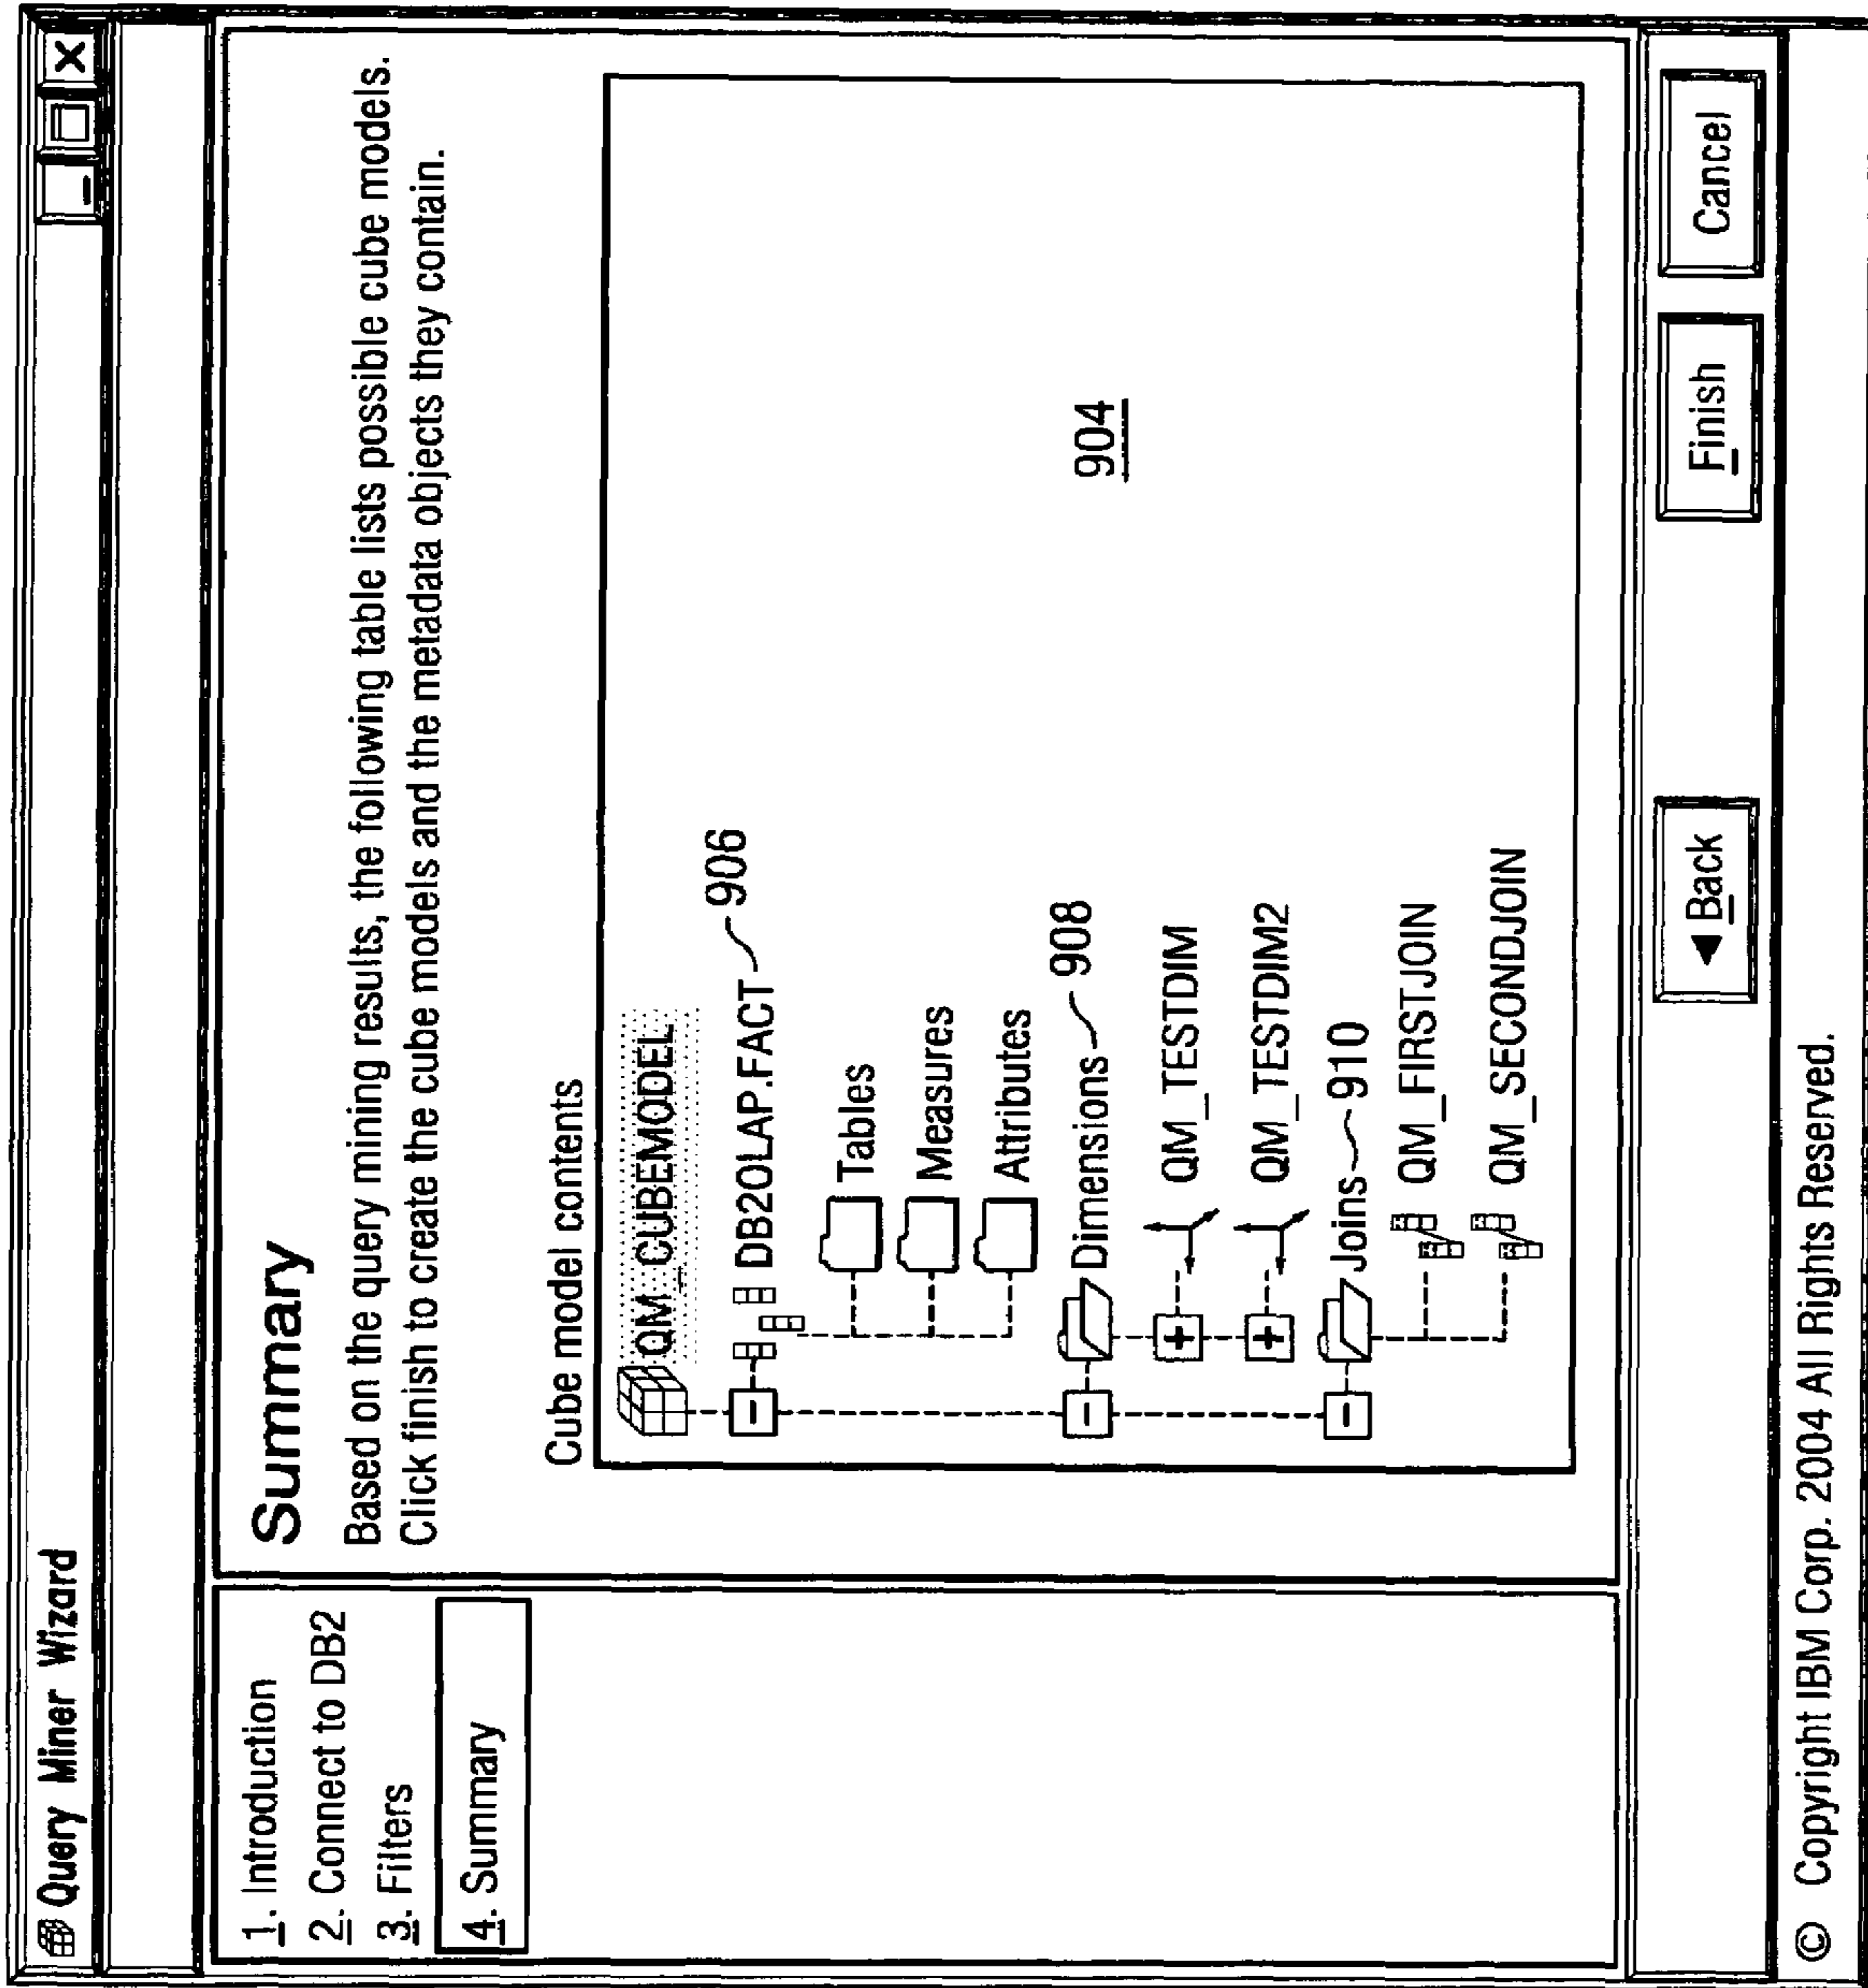 Query Miner Wizard
1. Introduction
2. Connect to DB2
3. Filters
4. Summary
Summary
Based on the query mining results, the following table lists possible cube models.
Click finish to create the cube models and the metadata objects they contain.
Cube model contents
QM_CUBEMODEL
DB2OLAP.FACT 906
Tables
Measures
Attributes
Dimensions 908
QM_TESTDIM
QM_TESTDIM2
Joins 910
QM_FIRSTJOIN
QM_SECONDJOIN
904
Back
Finish
Cancel
© Copyright IBM Corp. 2004 All Rights Reserved.